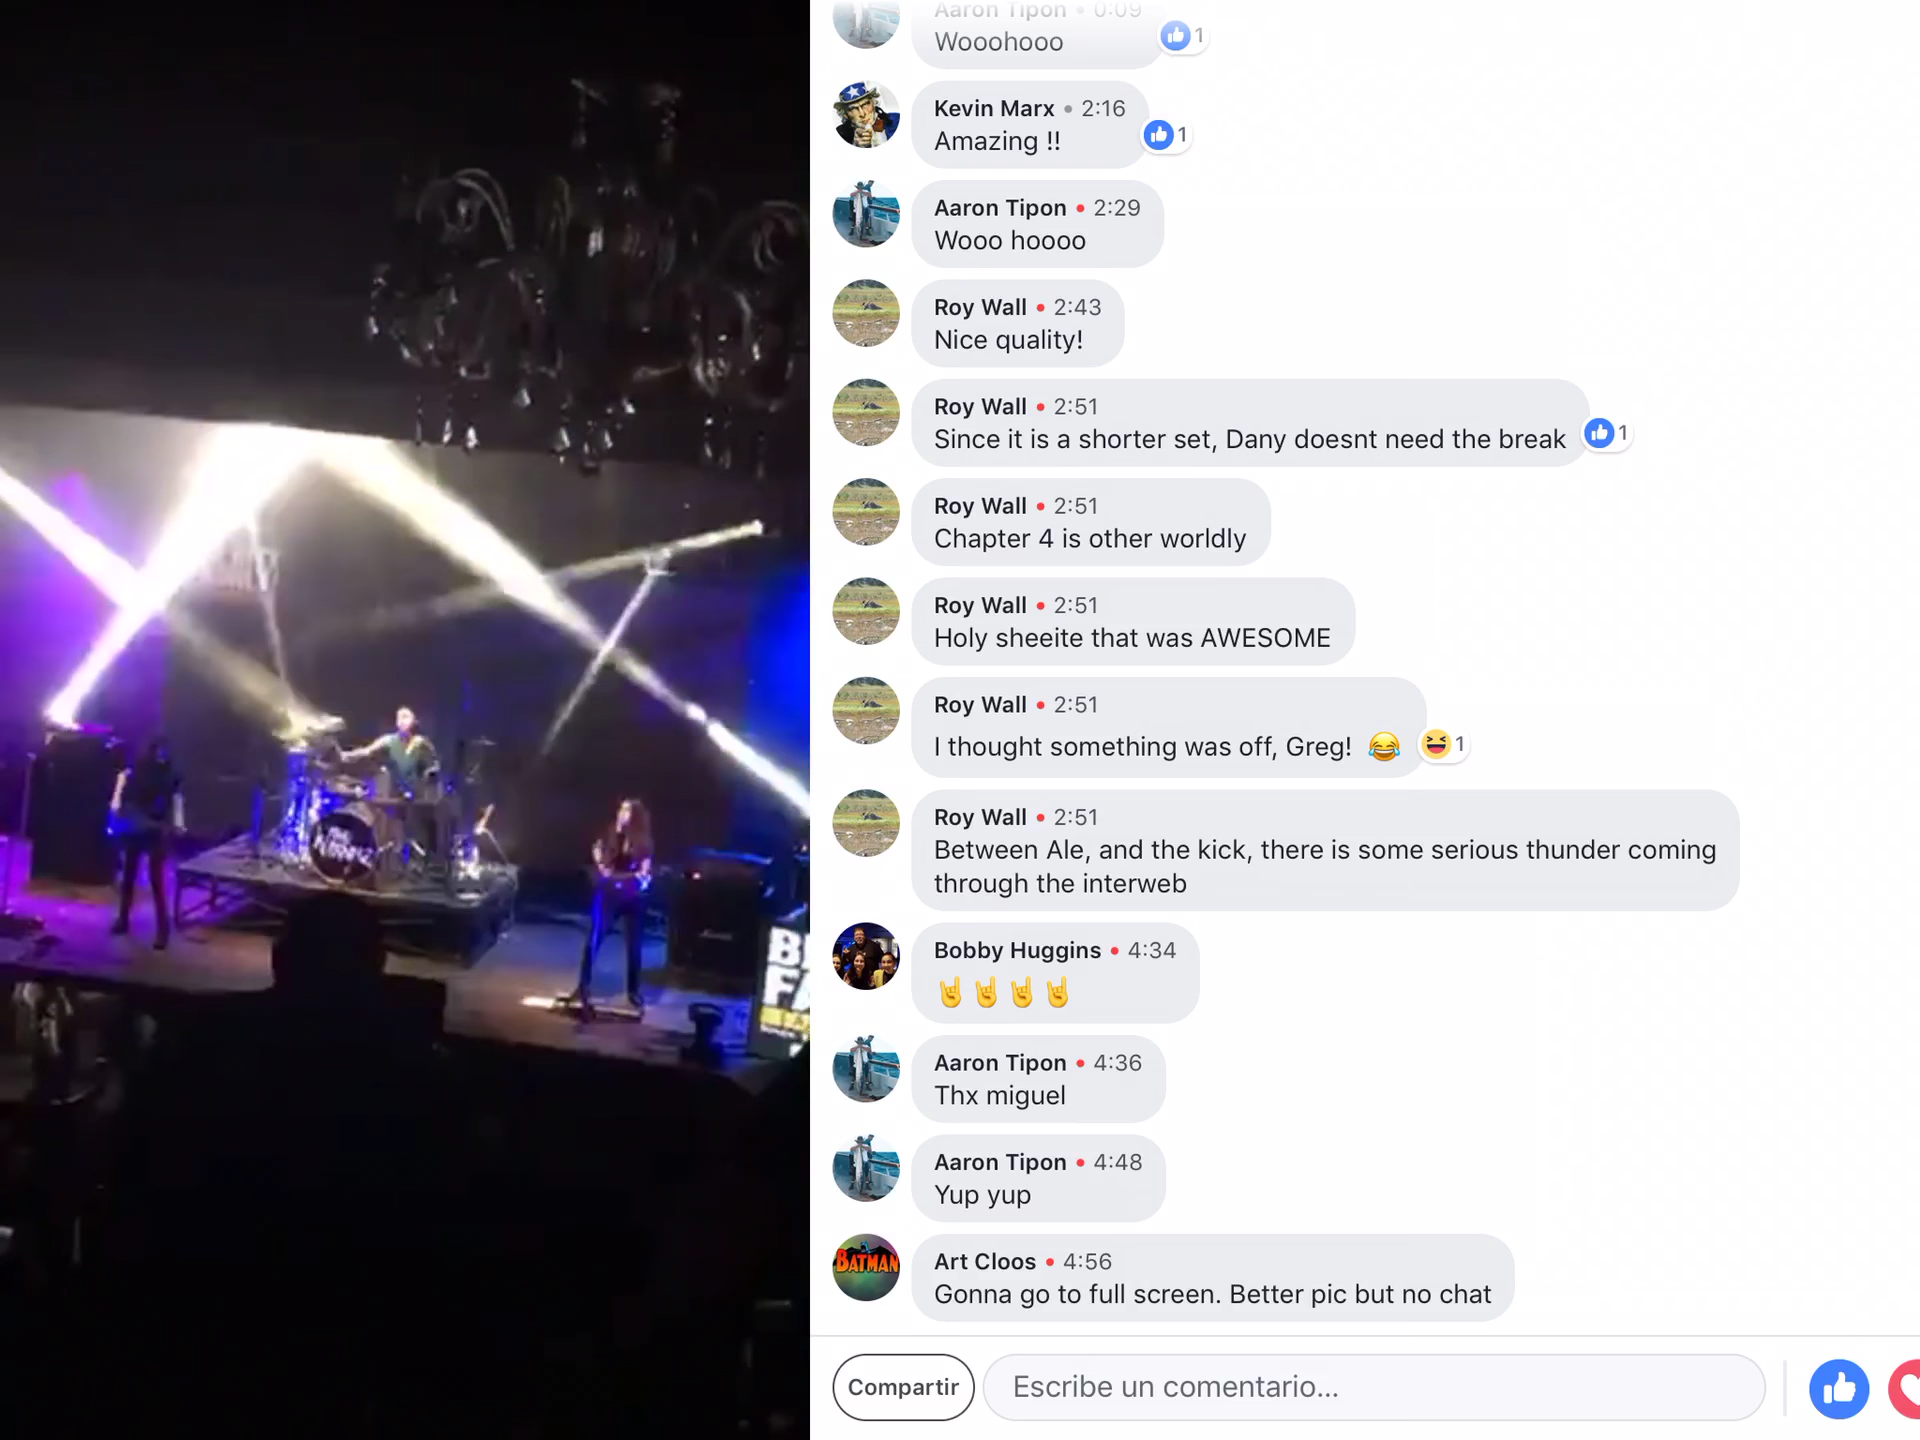 Aaron Tipon • 0:09
Wooohooo
1
Kevin Marx • 2:16
Amazing !!
1
Aaron Tipon • 2:29
Wooo hoooo
Roy Wall • 2:43
Nice quality!
Roy Wall • 2:51
Since it is a shorter set, Dany doesnt need the break
1
Roy Wall • 2:51
Chapter 4 is other worldly
Roy Wall • 2:51
Holy sheeite that was AWESOME
Roy Wall • 2:51
I thought something was off, Greg! 😂
1
Roy Wall • 2:51
Between Ale, and the kick, there is some serious thunder coming
through the interweb
Bobby Huggins • 4:34
🤘🤘🤘🤘
Aaron Tipon • 4:36
Thx miguel
Aaron Tipon • 4:48
Yup yup
BATMAN
Art Cloos • 4:56
Gonna go to full screen. Better pic but no chat
Compartir
Escribe un comentario...